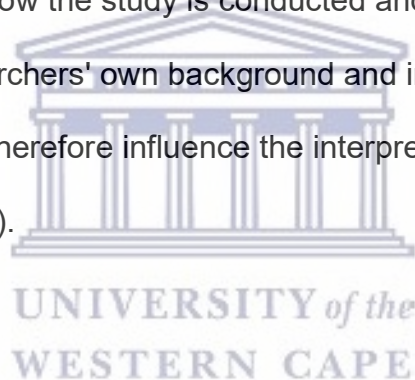 ow the study is conducted and
rchers' own background and i
herefore influence the interpre
).
UNIVERSITY of the
WESTERN CAPE